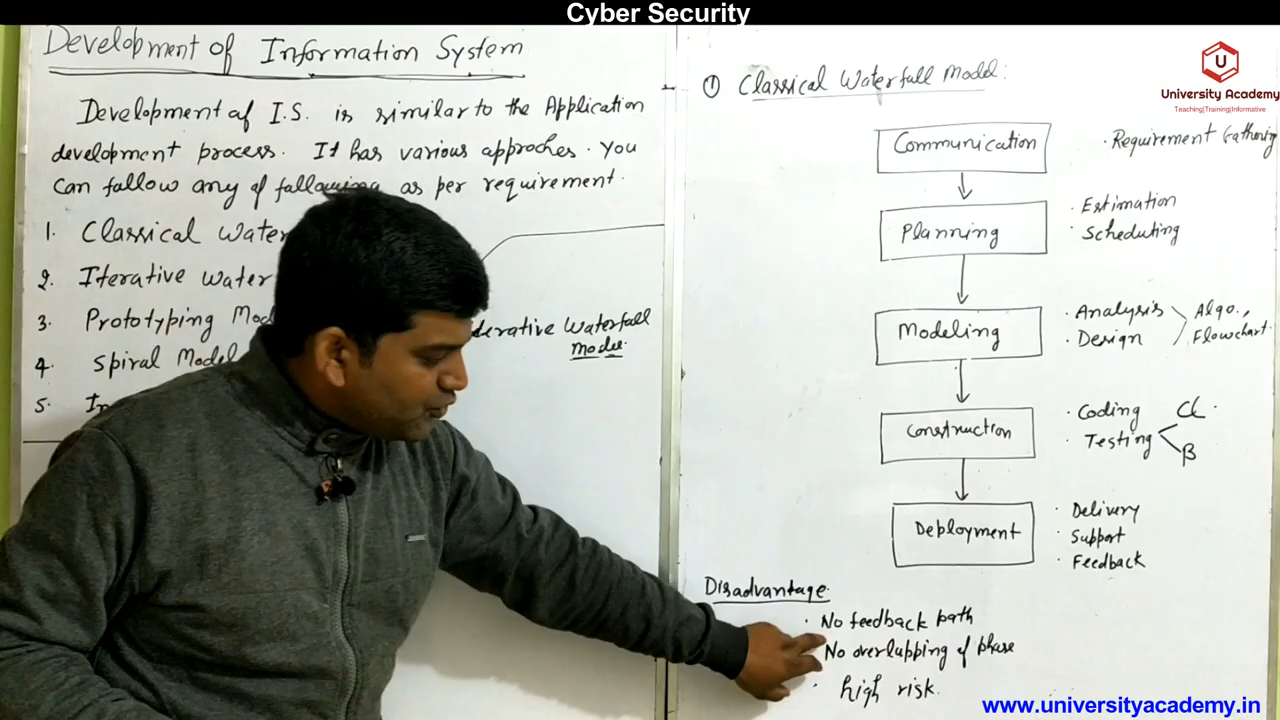 Cyber Security
Development of Information System
Development of I.S. is similar to the Application
development process. It has various approches. You
can follow any of following as per requirement.
1. Classical Water
2. Iterative Water
3. Prototyping Mod
4. Spiral Model
5. In
derative Waterfall
Model.
University Academy
Teaching|Training|Informative
1 Classical Waterfall Model:
Communication
· Requirement Gathering
Planning
· Estimation
· Scheduting
Modeling
· Analysis
· Design
Algo.,
Flowchart.
Construction
· Coding
· Testing
α
β
Deployment
· Delivery
· Support
· Feedback
Disadvantage.
· No feedback path
No overlapping of phase
· high risk.
www.universityacademy.in